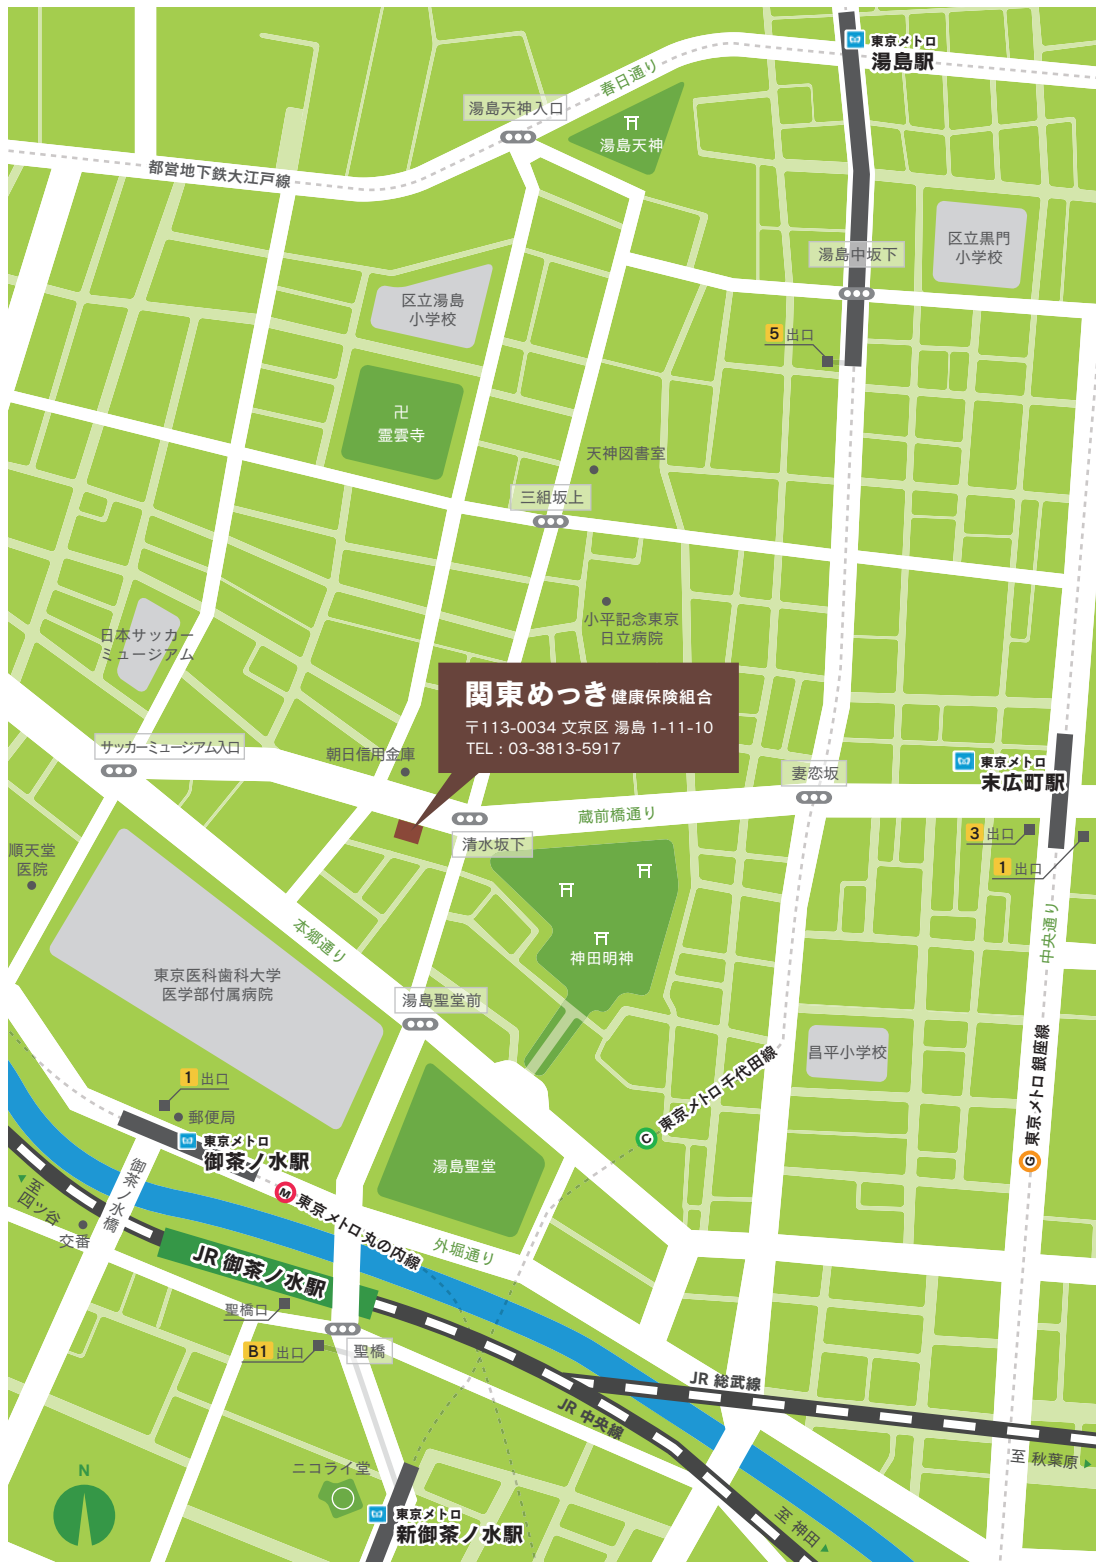 東京メトロ
湯島駅
春日通り
湯島天神入口
湯島天神
都営地下鉄大江戸線
区立黒門
小学校
湯島中坂下
区立湯島
小学校
5 出口
卍
霊雲寺
天神図書室
三組坂上
小平記念東京
日立病院
日本サッカー
ミュージアム
関東めっき健康保険組合
〒113-0034 文京区 湯島 1-11-10
TEL : 03-3813-5917
サッカーミュージアム入口
朝日信用金庫
妻恋坂
東京メトロ
末広町駅
蔵前橋通り
3 出口
清水坂下
順天堂
医院
1 出口
本郷通り
中央通り
神田明神
東京医科歯科大学
医学部付属病院
湯島聖堂前
昌平小学校
東京メトロ 銀座線
G
東京メトロ 千代田線
C
1 出口
郵便局
東京メトロ
御茶ノ水駅
湯島聖堂
御茶ノ水橋
至
四ツ谷
M
東京メトロ 丸の内線
交番
外堀通り
JR 御茶ノ水駅
聖橋口
B1 出口
聖橋
JR 総武線
JR 中央線
至 秋葉原
ニコライ堂
N
東京メトロ
新御茶ノ水駅
至 神田